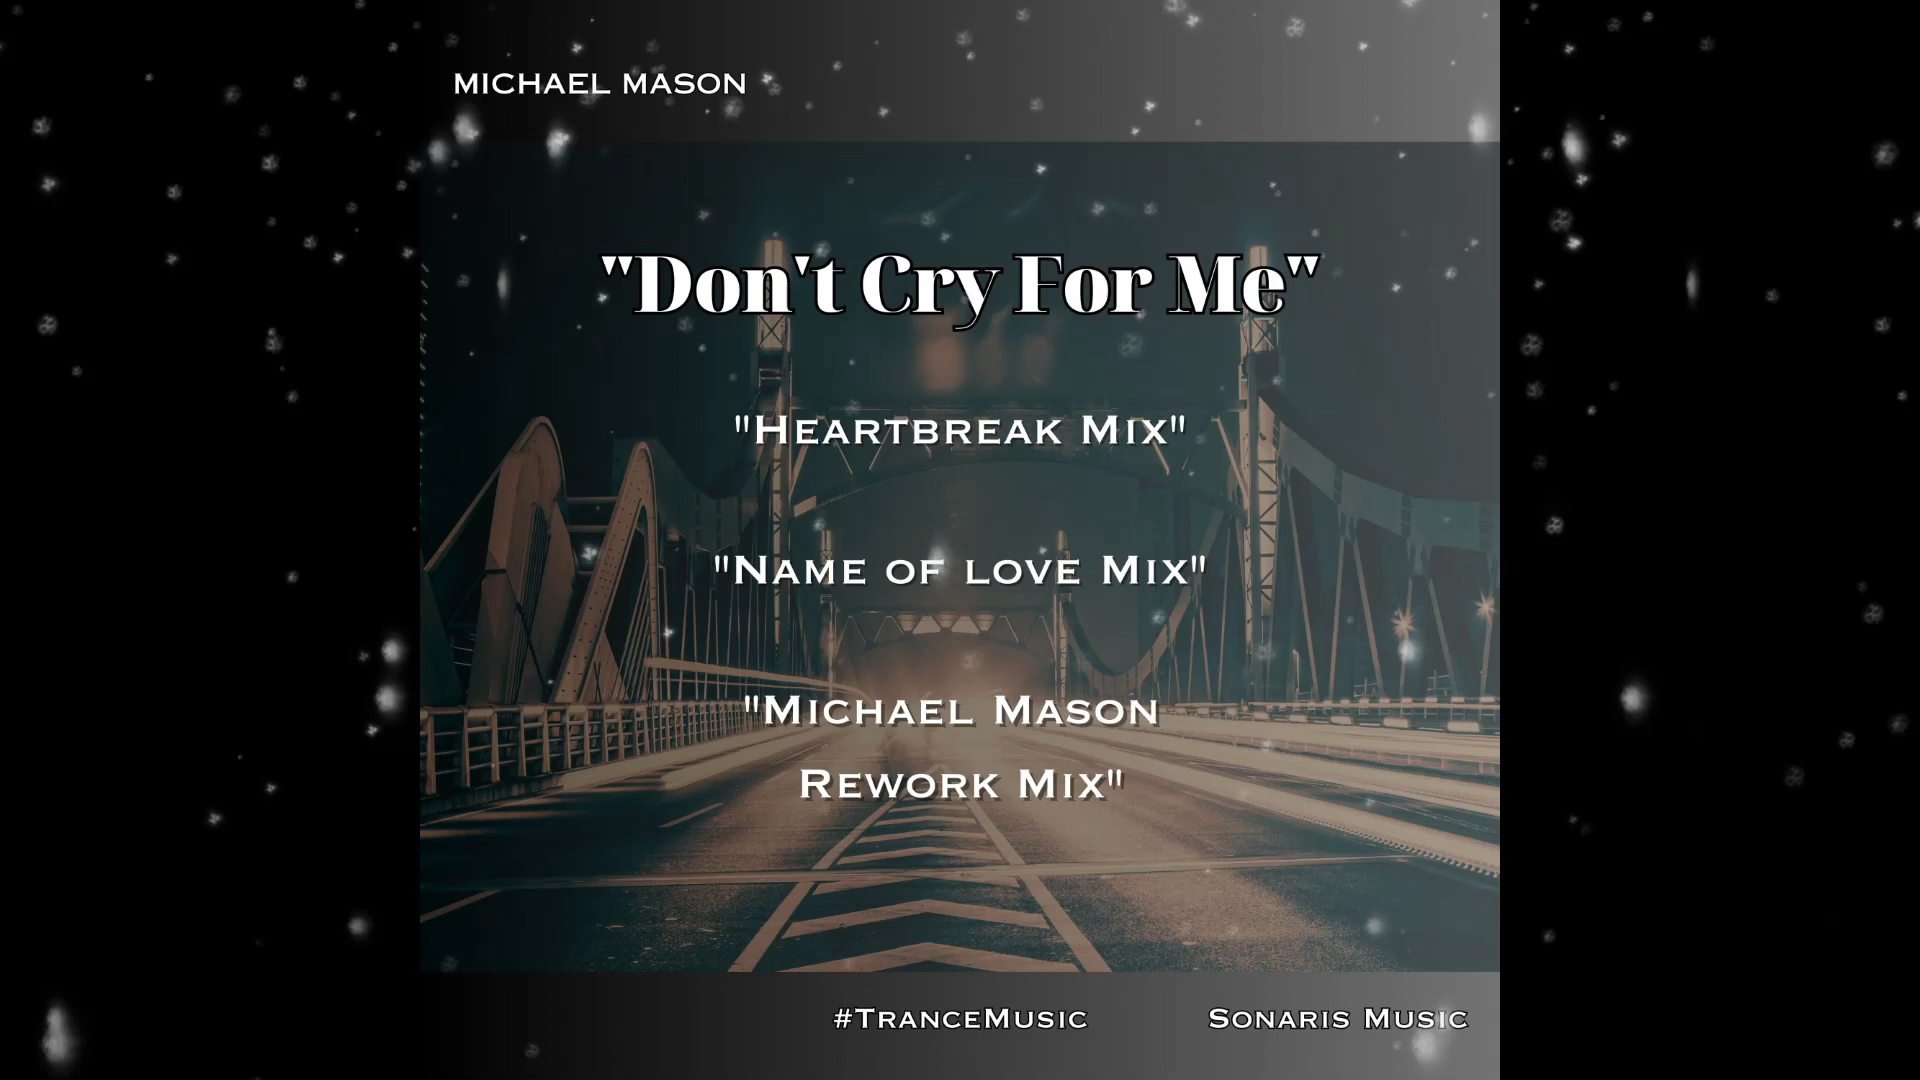 MICHAEL MASON
"Don't Cry For Me"
"Heartbreak Mix"
"Name of love Mix"
"Michael Mason
Rework Mix"
#TranceMusic
Sonaris Music